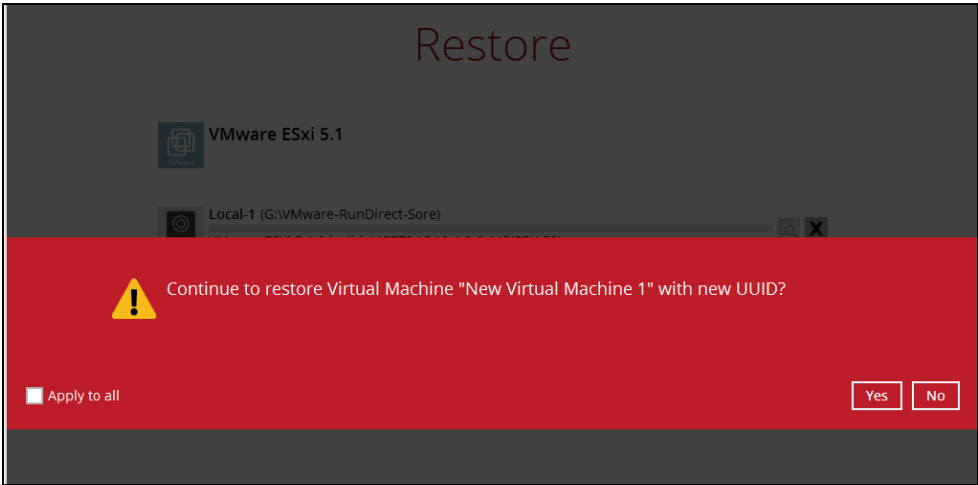 Restore
VMware ESxi 5.1
VMware
Local-1 (G:\VMware-RunDirect-Sore)
X
Continue to restore Virtual Machine "New Virtual Machine 1" with new UUID?
Apply to all
Yes
No